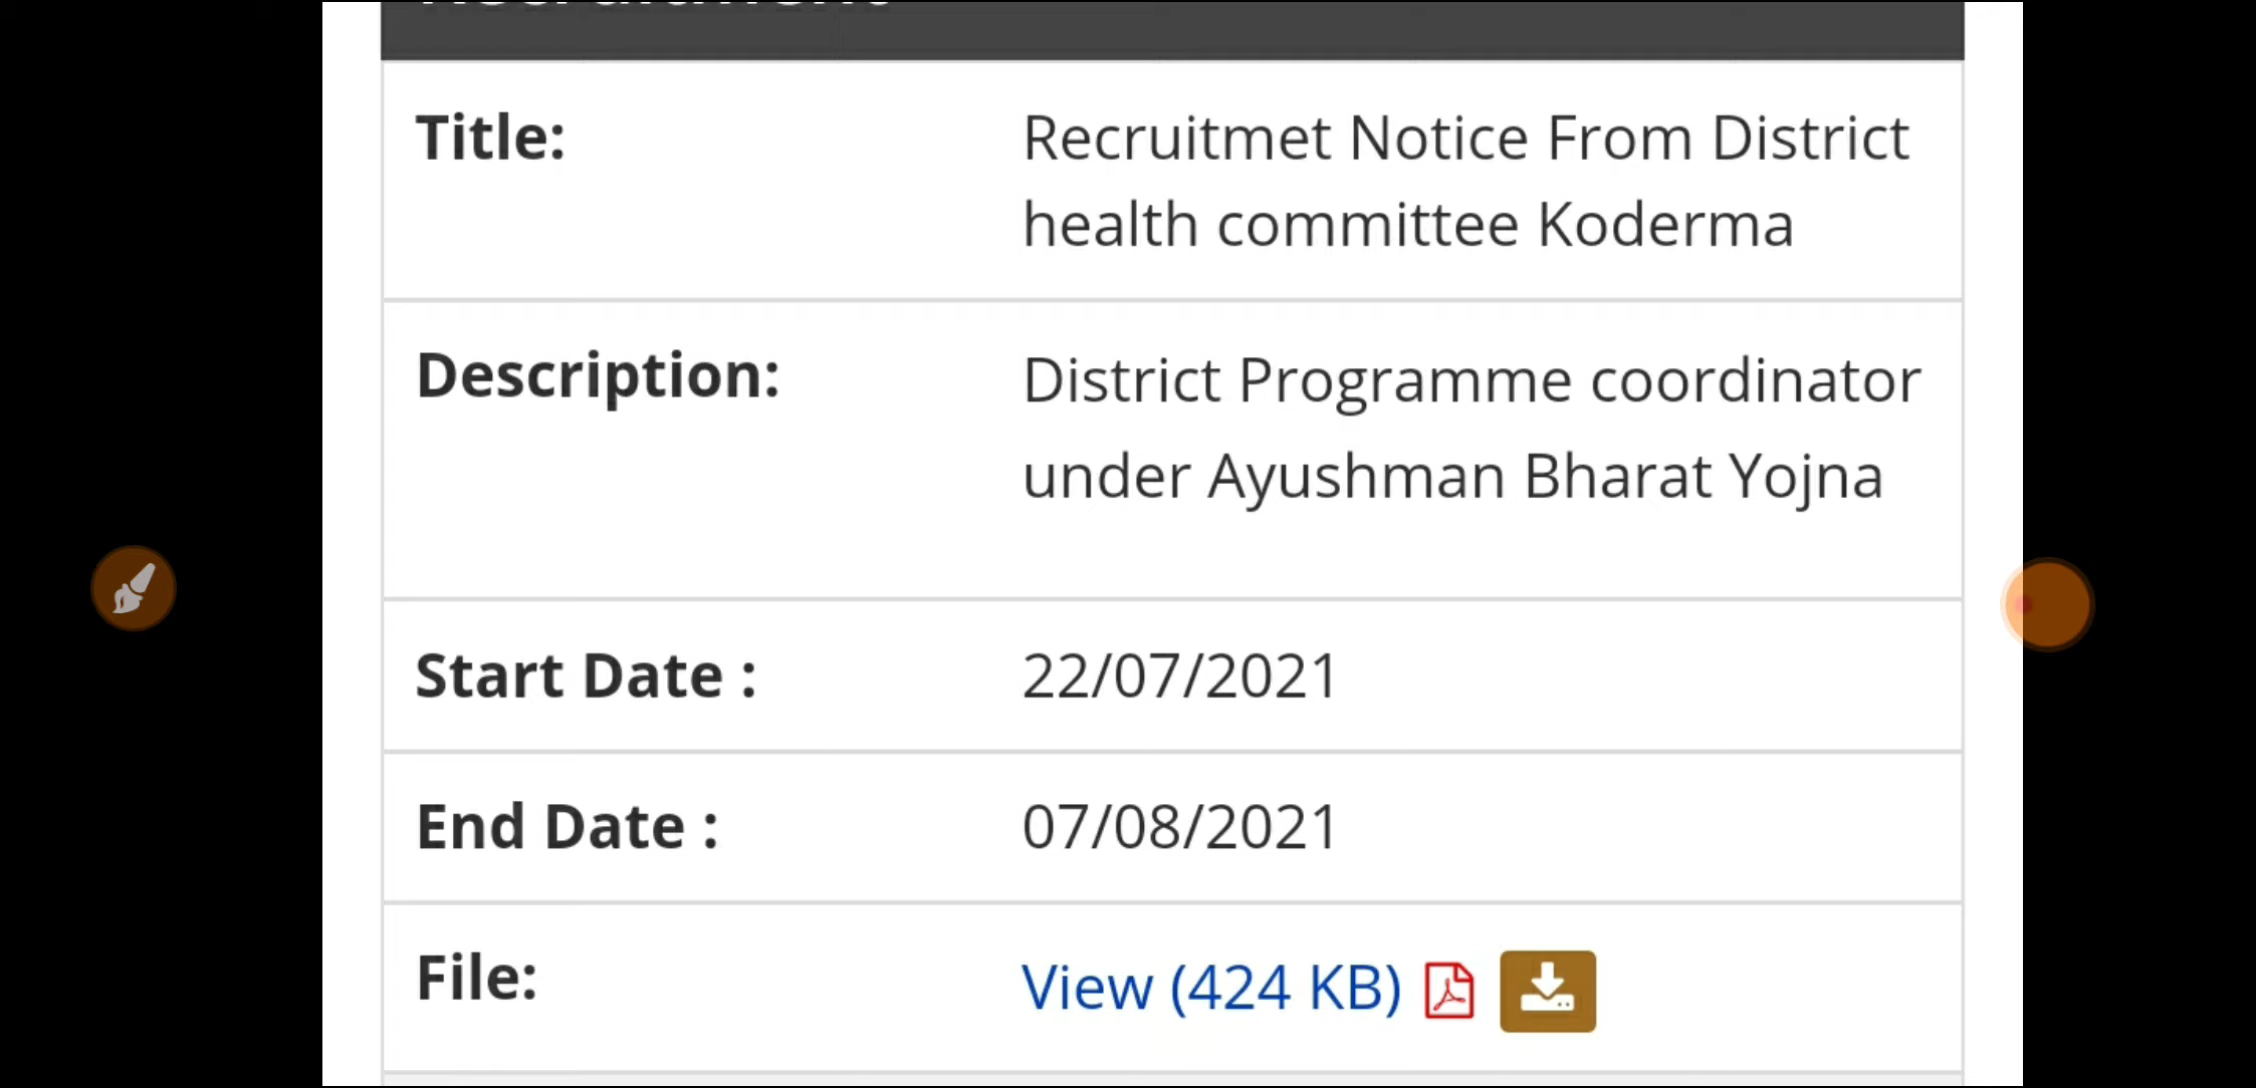 Title:
Recruitmet Notice From District
health committee Koderma
Description:
District Programme coordinator
under Ayushman Bharat Yojna
Start Date :
22/07/2021
End Date :
07/08/2021
File:
View (424 KB)